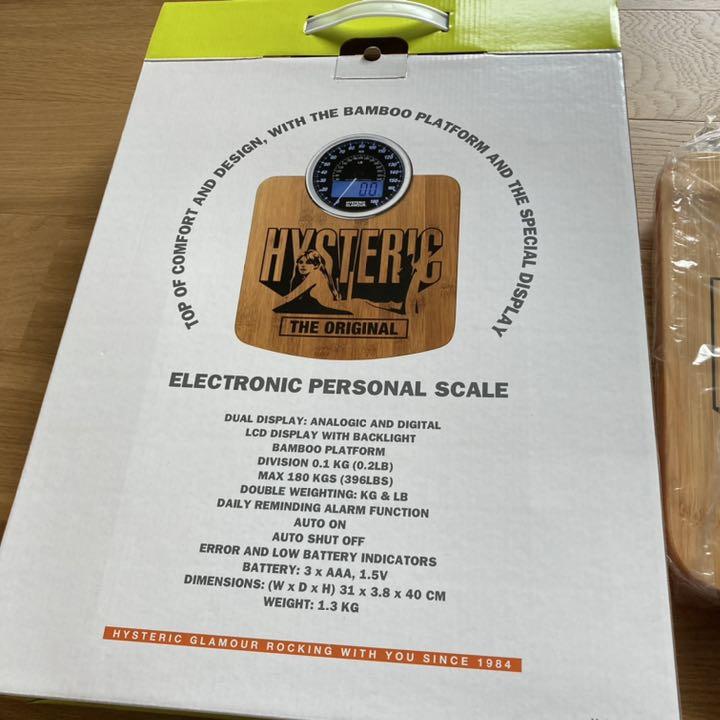 TOP OF COMFORT AND DESIGN, WITH THE BAMBOO PLATFORM AND THE SPECIAL DISPLAY
00
HYSTERIC
GLAMOUR
180
HYSTERIC
THE ORIGINAL
ELECTRONIC PERSONAL SCALE
DUAL DISPLAY: ANALOGIC AND DIGITAL
LCD DISPLAY WITH BACKLIGHT
BAMBOO PLATFORM
DIVISION 0.1 KG (0.2LB)
MAX 180 KGS (396LBS)
DOUBLE WEIGHTING: KG & LB
DAILY REMINDING ALARM FUNCTION
AUTO ON
AUTO SHUT OFF
ERROR AND LOW BATTERY INDICATORS
BATTERY: 3 x AAA, 1.5V
DIMENSIONS: (W x D x H) 31 x 3.8 x 40 CM
WEIGHT: 1.3 KG
HYSTERIC GLAMOUR ROCKING WITH YOU SINCE 1984